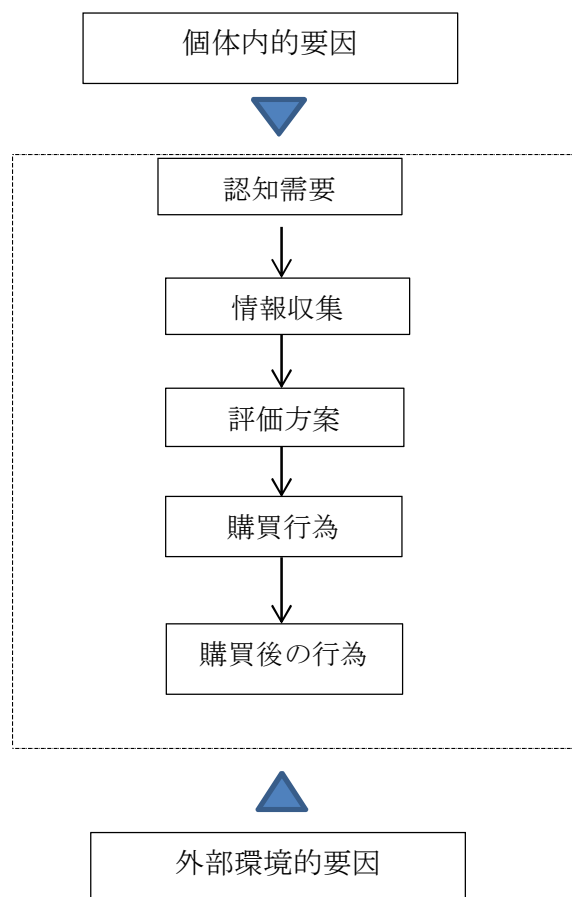 個体内的要因
認知需要
情報収集
評価方案
購買行為
購買後の行為
外部環境的要因